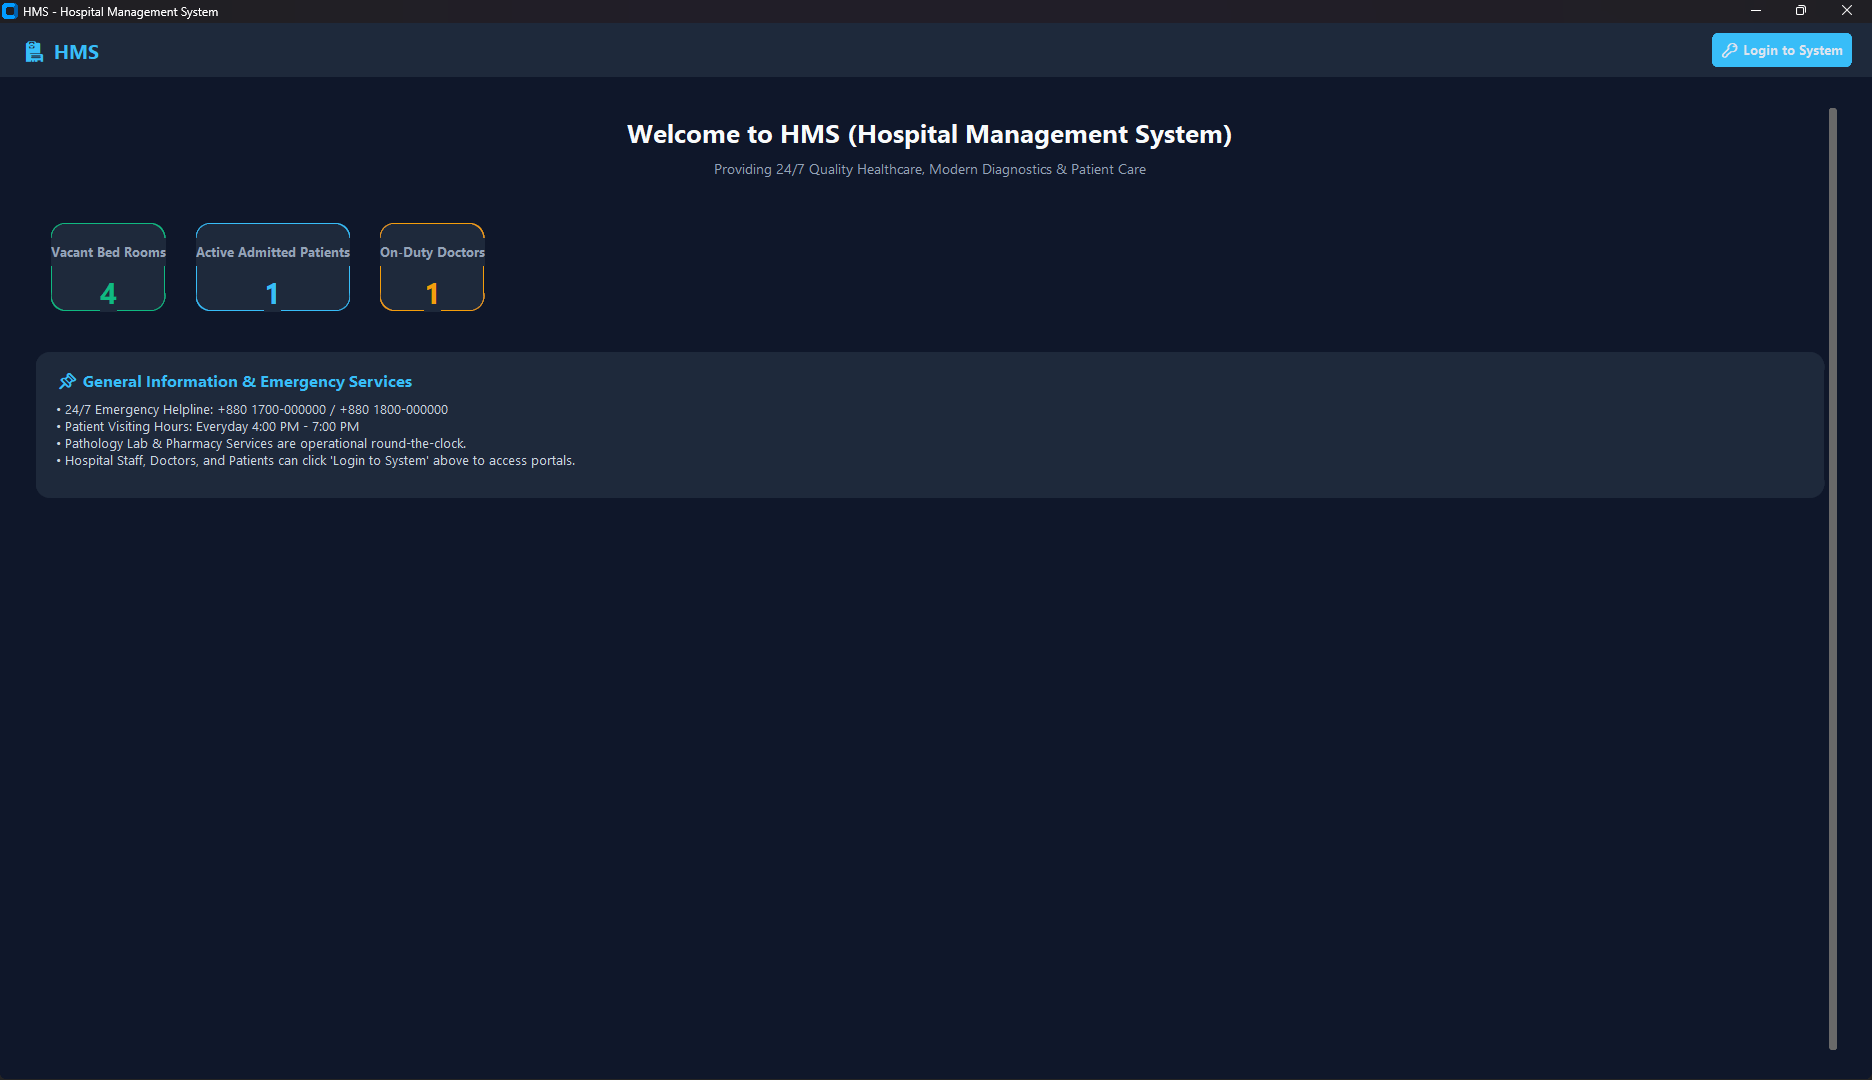 HMS - Hospital Management System
HMS
Login to System
Welcome to HMS (Hospital Management System)
Providing 24/7 Quality Healthcare, Modern Diagnostics & Patient Care
Vacant Bed Rooms
4
Active Admitted Patients
1
On-Duty Doctors
1
General Information & Emergency Services
• 24/7 Emergency Helpline: +880 1700-000000 / +880 1800-000000
• Patient Visiting Hours: Everyday 4:00 PM - 7:00 PM
• Pathology Lab & Pharmacy Services are operational round-the-clock.
• Hospital Staff, Doctors, and Patients can click 'Login to System' above to access portals.